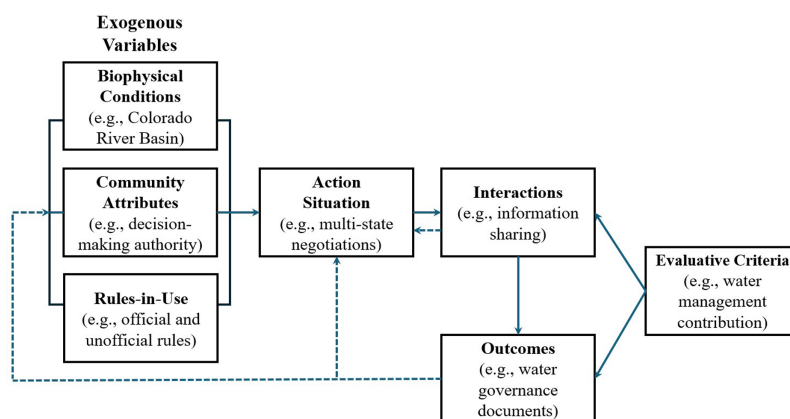 Exogenous
Variables
Biophysical
Conditions
(e.g., Colorado
River Basin)
Community
Attributes
(e.g., decision-
making authority)
Rules-in-Use
(e.g., official and
unofficial rules)
Action
Situation
(e.g., multi-state
negotiations)
Interactions
(e.g., information
sharing)
Outcomes
(e.g., water
governance
documents)
Evaluative Criteria
(e.g., water
management
contribution)